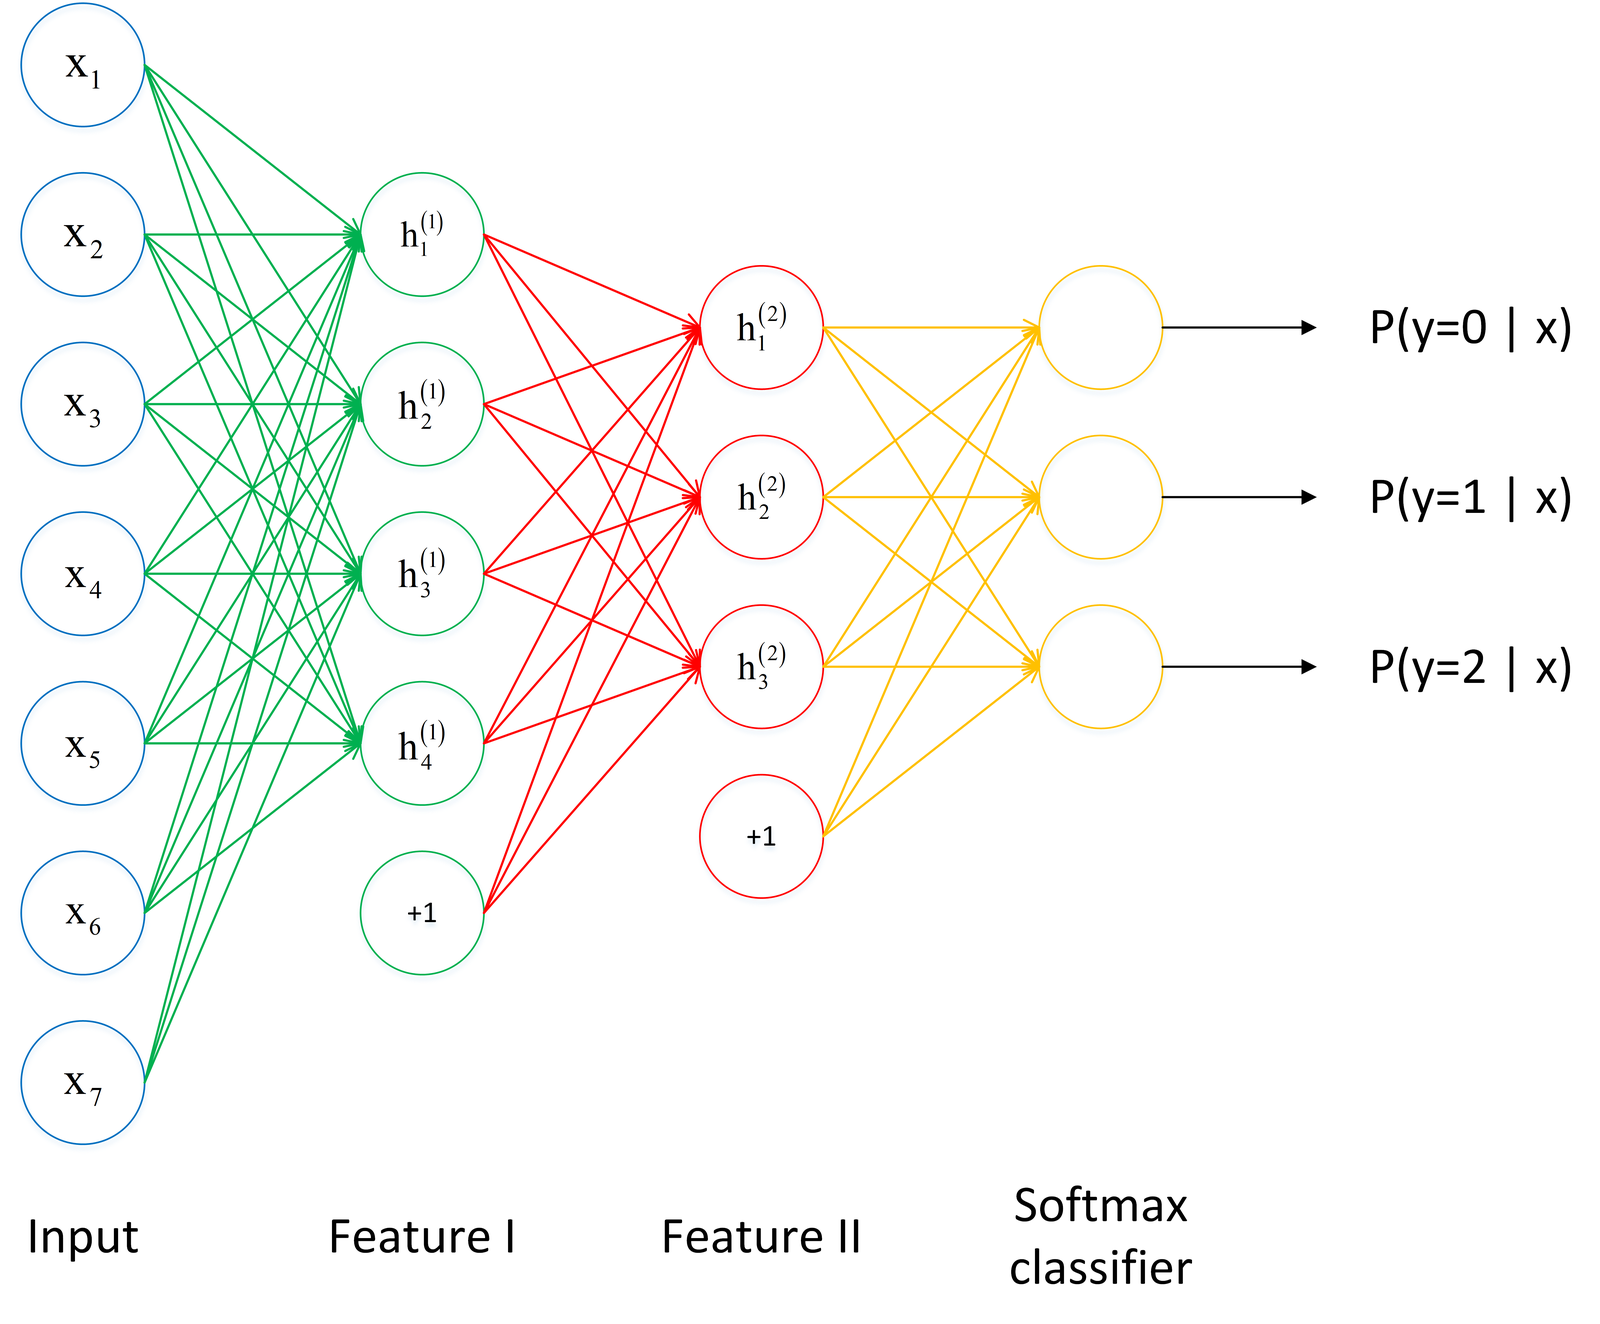 x1
x2
x3
x4
x5
x6
x7
h1(1)
h2(1)
h3(1)
h4(1)
+1
h1(2)
h2(2)
h3(2)
+1
P(y=0 | x)
P(y=1 | x)
P(y=2 | x)
Input
Feature I
Feature II
Softmax
classifier